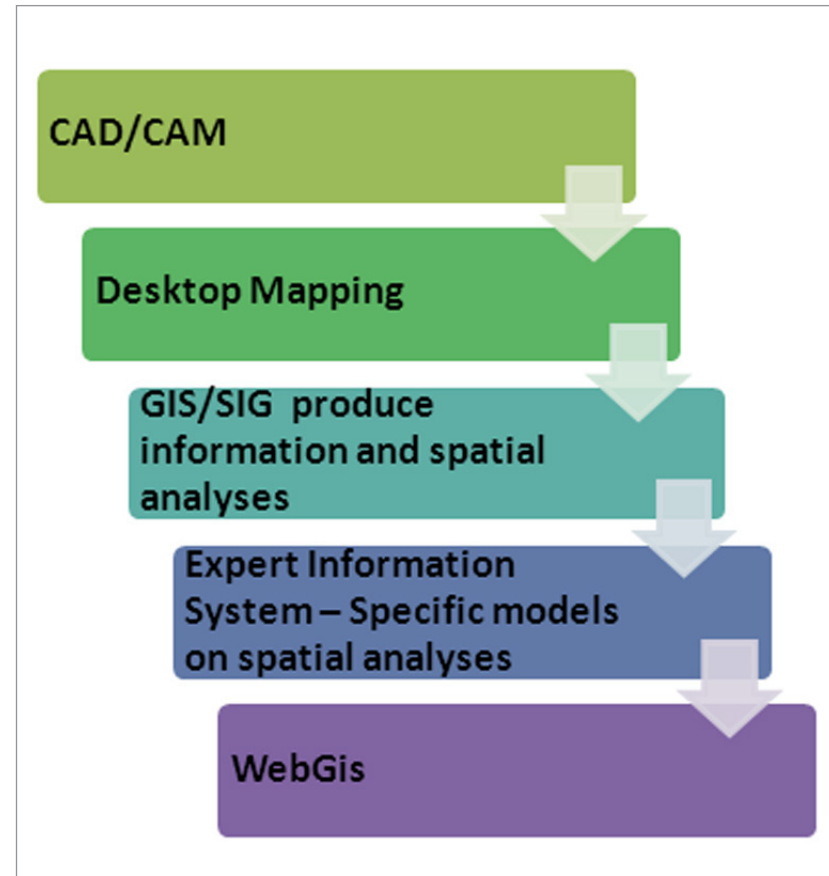 CAD/CAM
Desktop Mapping
GIS/SIG  produce
information and spatial
analyses
Expert Information
System – Specific models
on spatial analyses
WebGis